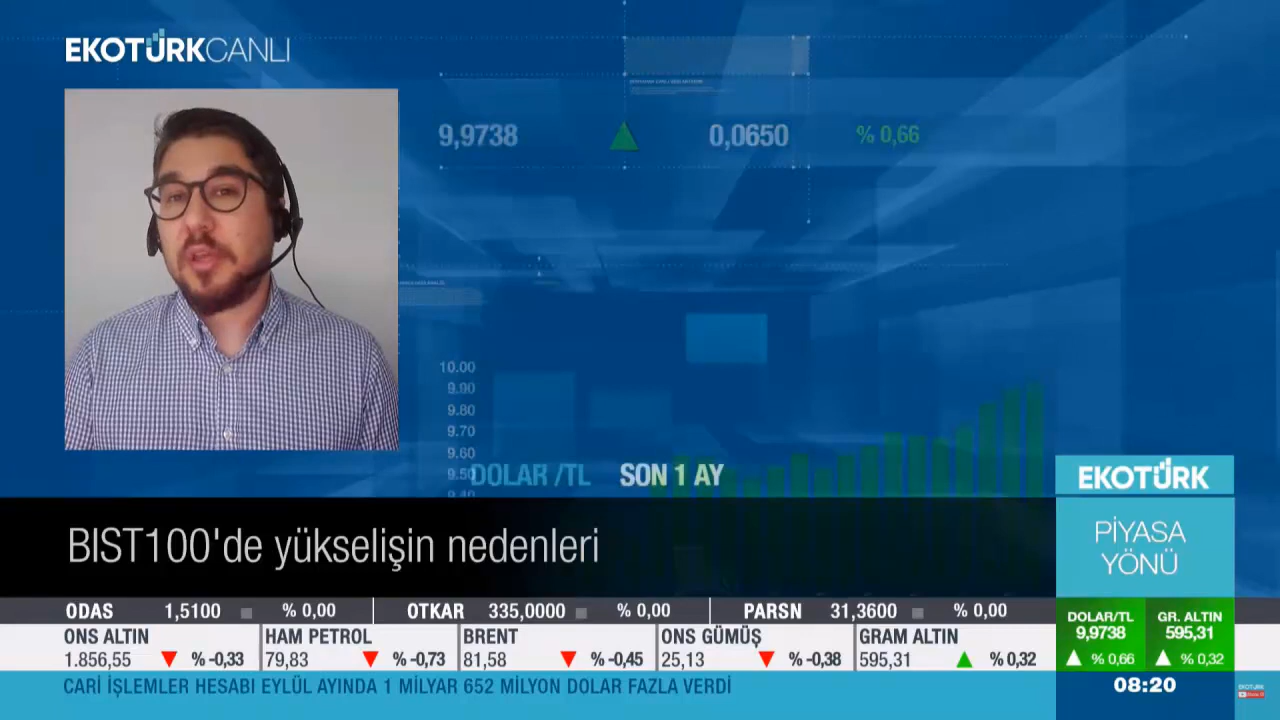 EKOTÜRKCANLI
9,9738 0,0650 % 0,66
10.00
9.90
9.80
9.70
9.60
9.50
9.40
DOLAR /TL SON 1 AY
BIST100'de yükselişin nedenleri
EKOTÜRK
PİYASA
YÖNÜ
ODAS 1,5100 % 0,00 OTKAR 335,0000 % 0,00 PARSN 31,3600 % 0,00
ONS ALTIN HAM PETROL BRENT ONS GÜMÜŞ GRAM ALTIN
1.856,55 % -0,33 79,83 % -0,73 81,58 % -0,45 25,13 % -0,38 595,31 % 0,32
DOLAR/TL GR. ALTIN
9,9738 595,31
% 0,66 % 0,32
CARİ İŞLEMLER HESABI EYLÜL AYINDA 1 MİLYAR 652 MİLYON DOLAR FAZLA VERDİ
08:20
EKOTÜRK